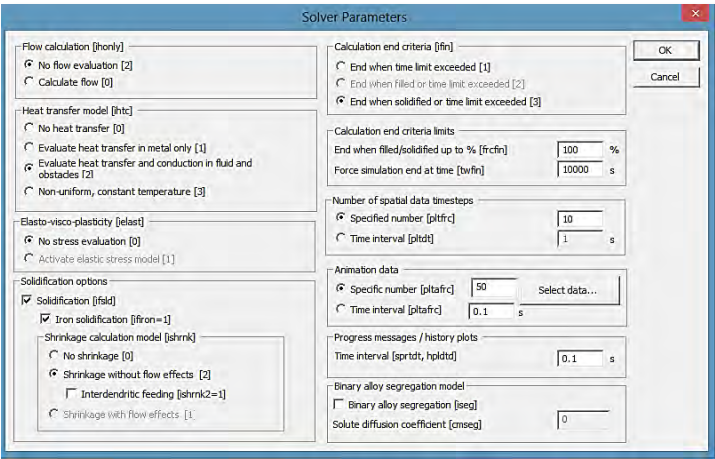 Solver Parameters
Flow calculation [ihonly]
No flow evaluation [2]
Calculate flow [0]
Heat transfer model [ihtc]
No heat transfer [0]
Evaluate heat transfer in metal only [1]
Evaluate heat transfer and conduction in fluid and
obstacles [2]
Non-uniform, constant temperature [3]
Elasto-visco-plasticity [ielast]
No stress evaluation [0]
Activate elastic stress model [1]
Solidification options
Solidification [ifsld]
Iron solidification [ifiron=1]
Shrinkage calculation model [ishrnk]
No shrinkage [0]
Shrinkage without flow effects [2]
Interdendritic feeding [ishrnk2=1]
Shrinkage with flow effects [1
Calculation end criteria [ifin]
End when time limit exceeded [1]
End when filled or time limit exceeded [2]
End when solidified or time limit exceeded [3]
Calculation end criteria limits
End when filled/solidified up to % [frcfin] 100 %
Force simulation end at time [twfin] 10000 s
Number of spatial data timesteps
Specified number [pltfrc] 10
Time interval [pltdt] 1 s
Animation data
Specific number [pltafrc] 50 Select data...
Time interval [pltafrc] 0.1 s
Progress messages / history plots
Time interval [sprtdt, hpldtd] 0.1 s
Binary alloy segregation model
Binary alloy segregation [iseg]
Solute diffusion coefficient [cmseg] 0
OK
Cancel